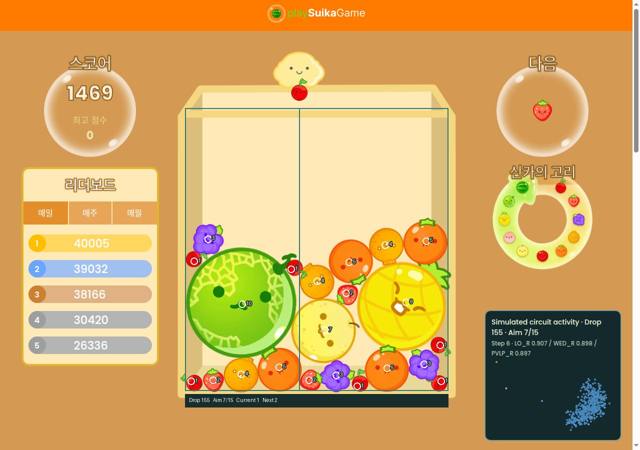 playSuikaGame
스코어
1469
최고 점수
0
다음
리더보드
매일
매주
매월
1 40005
2 39032
3 38166
4 30420
5 26336
신카의 고리
Simulated circuit activity · Drop
155 · Aim 7/15
Step 6 · LO_R 0.907 / WED_R 0.898 /
PVLP_R 0.897
Drop 155 Aim 7/15 Current 1 Next 2